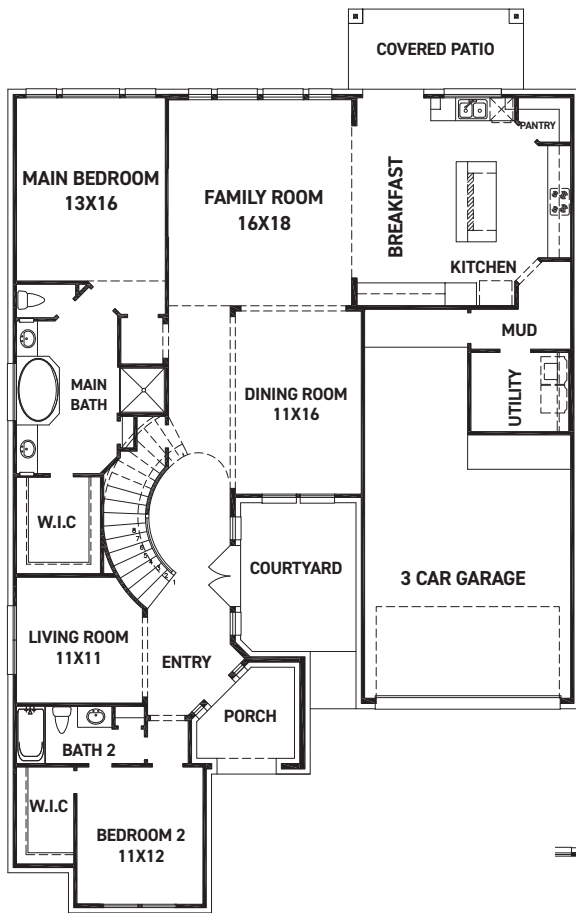 COVERED PATIO
PANTRY
MAIN BEDROOM
13X16
FAMILY ROOM
16X18
BREAKFAST
KITCHEN
MUD
UTILITY
MAIN
BATH
DINING ROOM
11X16
W.I.C
COURTYARD
3 CAR GARAGE
LIVING ROOM
11X11
ENTRY
PORCH
BATH 2
W.I.C
BEDROOM 2
11X12